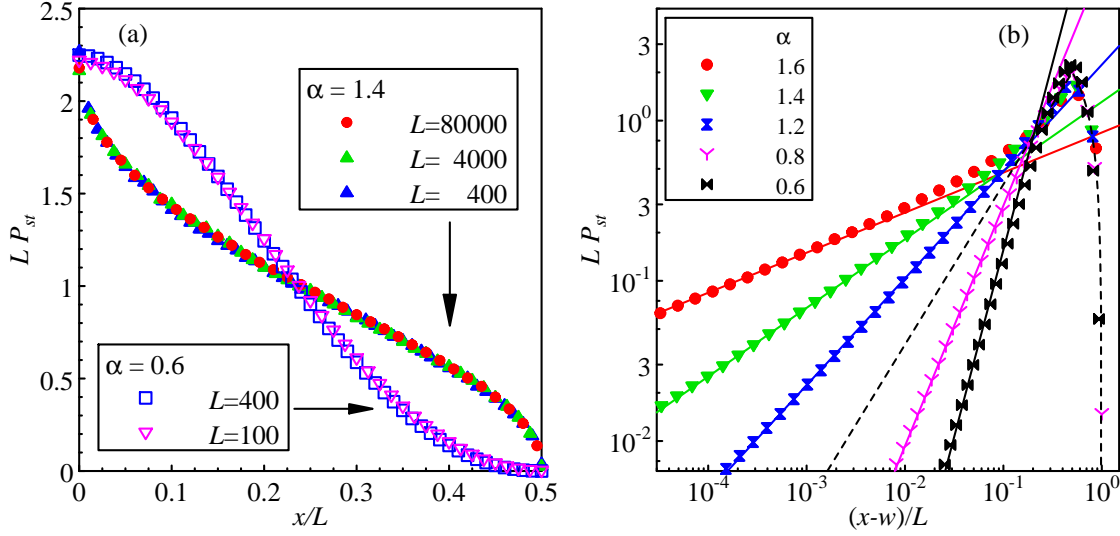 2.5
2
1.5
1
0.5
0
L P_st
(a)
α = 1.4
L=80000
L= 4000
L= 400
α = 0.6
L=400
L=100
0 0.1 0.2 0.3 0.4 0.5
x/L
(b)
α
1.6
1.4
1.2
0.8
0.6
3
10^0
3
10^-1
3
10^-2
L P_st
10^-4 10^-3 10^-2 10^-1 10^0
(x-w)/L